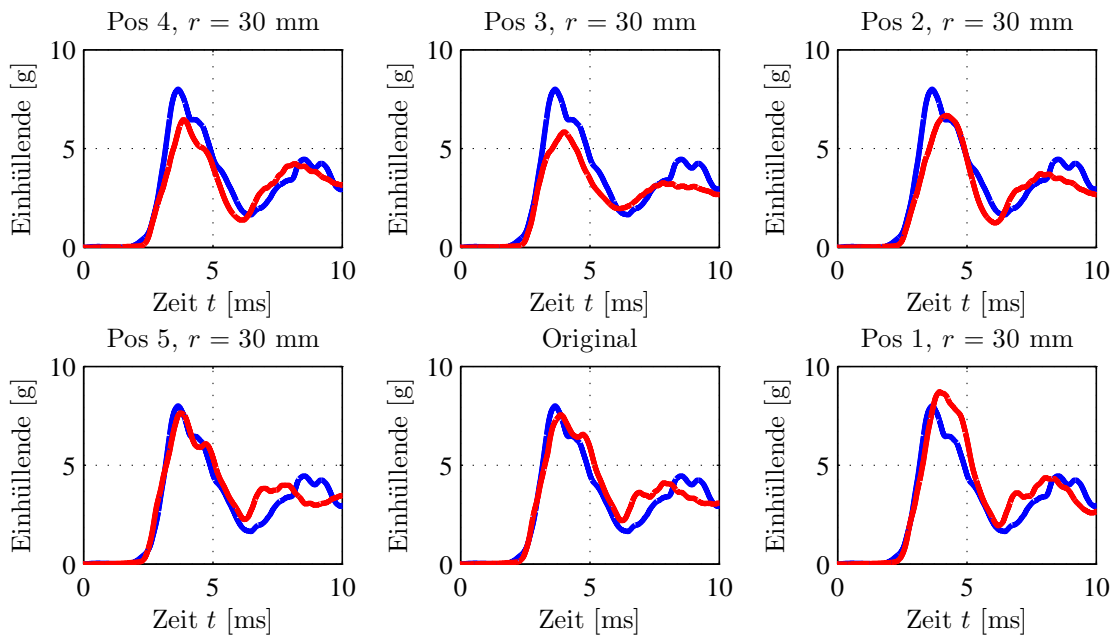 Pos 4, r = 30 mm
Einhüllende [g]
10
5
0
0 5 10
Zeit t [ms]
Pos 3, r = 30 mm
Einhüllende [g]
10
5
0
0 5 10
Zeit t [ms]
Pos 2, r = 30 mm
Einhüllende [g]
10
5
0
0 5 10
Zeit t [ms]
Pos 5, r = 30 mm
Einhüllende [g]
10
5
0
0 5 10
Zeit t [ms]
Original
Einhüllende [g]
10
5
0
0 5 10
Zeit t [ms]
Pos 1, r = 30 mm
Einhüllende [g]
10
5
0
0 5 10
Zeit t [ms]